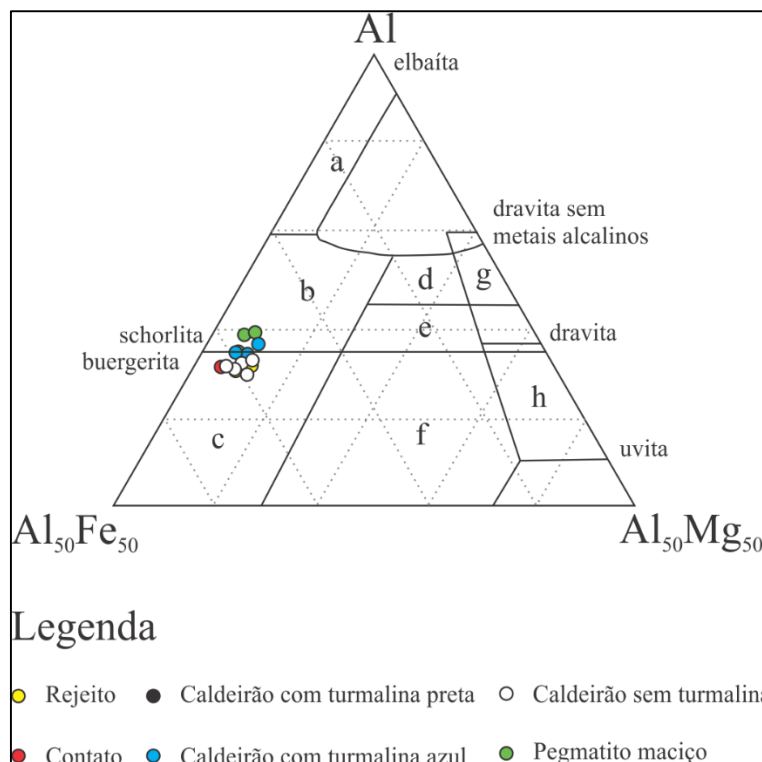 Al
elbaíta
a
dravita sem
metais alcalinos
b
d
g
e
schorlita
dravita
buergerita
h
c
f
uvita
Al₅₀Fe₅₀
Al₅₀Mg₅₀
Legenda
Rejeito
Caldeirão com turmalina preta
Caldeirão sem turmalina
Contato
Caldeirão com turmalina azul
Pegmatito maciço